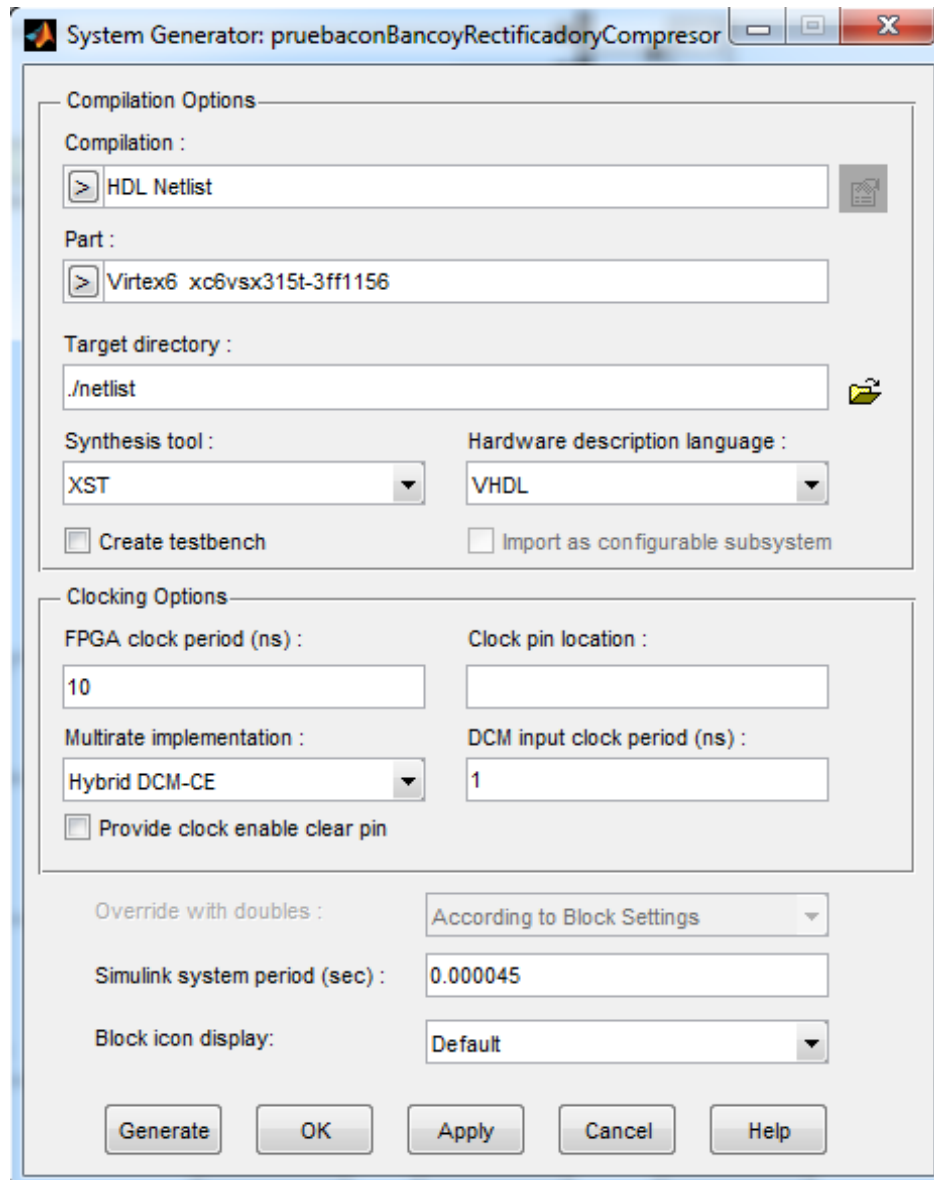 System Generator: pruebaconBancoyRectificadoryCompresor
Compilation Options
Compilation :
> HDL Netlist
Part :
> Virtex6 xc6vsx315t-3ff1156
Target directory :
./netlist
Synthesis tool : Hardware description language :
XST VHDL
Create testbench Import as configurable subsystem
Clocking Options
FPGA clock period (ns) : Clock pin location :
10
Multirate implementation : DCM input clock period (ns) :
Hybrid DCM-CE 1
Provide clock enable clear pin
Override with doubles : According to Block Settings
Simulink system period (sec) : 0.000045
Block icon display: Default
Generate OK Apply Cancel Help